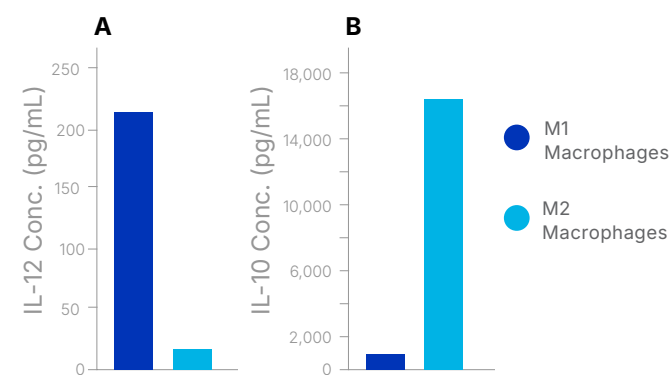 A
IL-12 Conc. (pg/mL)
250
200
150
100
50
0
B
IL-10 Conc. (pg/mL)
18,000
14,000
10,000
6,000
2,000
0
M1
Macrophages
M2
Macrophages